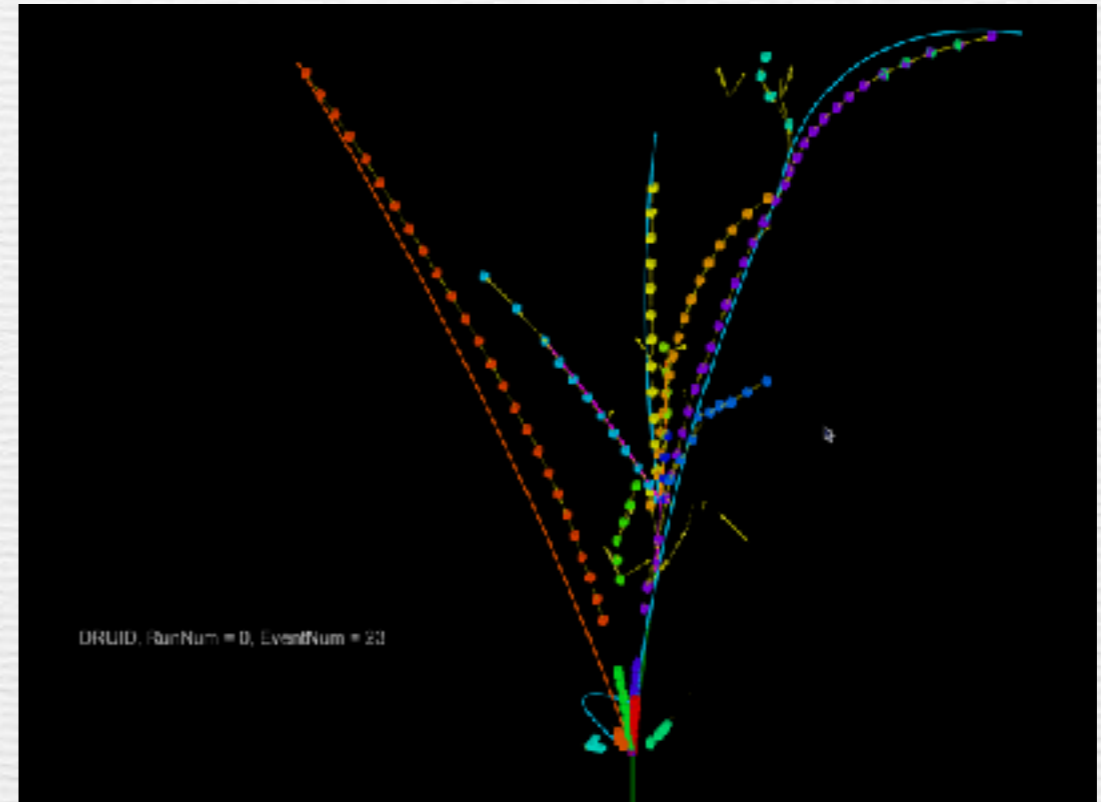 DRUID, RunNum = 0, EventNum = 23